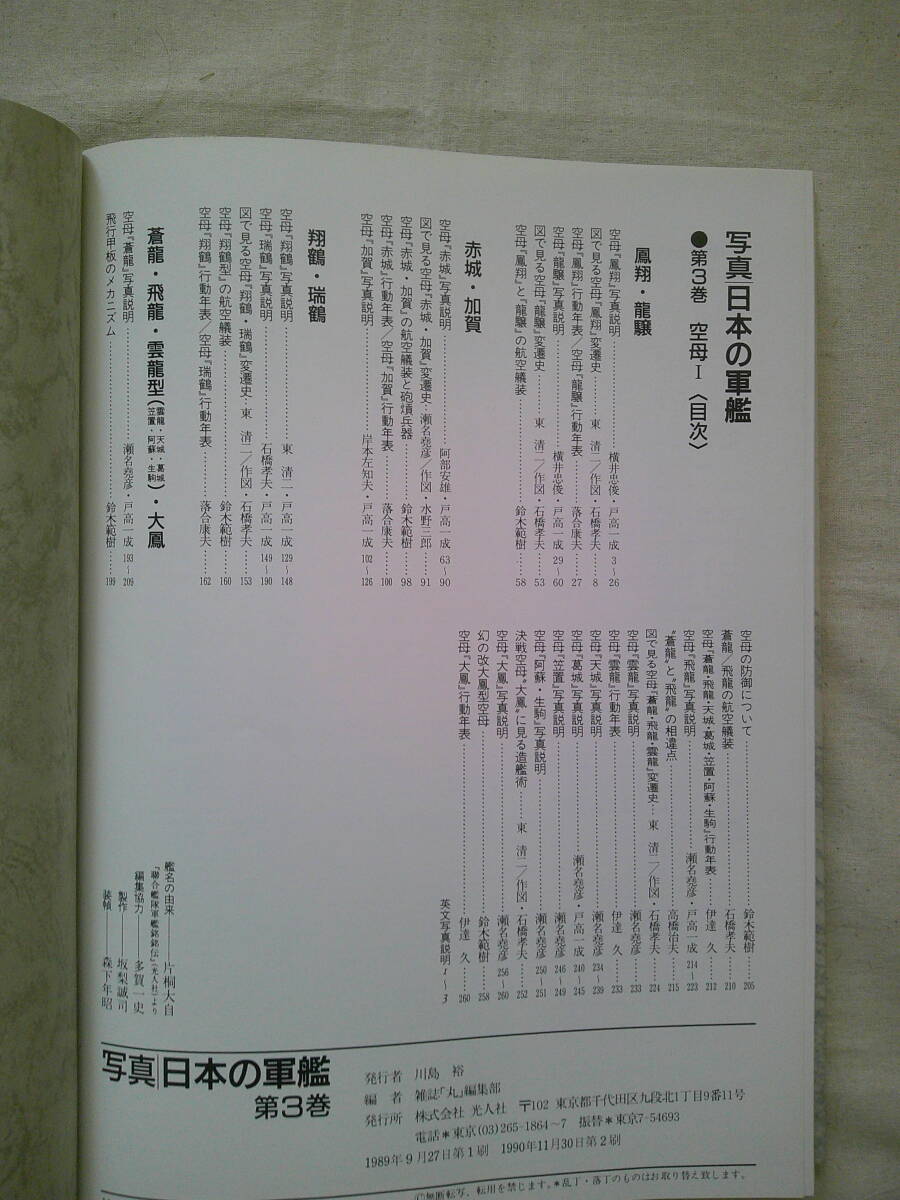 写真日本の軍艦
●第3巻 空母Ⅰ〈目次〉
鳳翔・龍驤
空母『鳳翔』写真説明……横井忠俊・戸高一成 3〜26
図で見る空母『鳳翔』変遷史……東 清二／作図・石橋孝夫……8
空母『鳳翔』行動年表／空母『龍驤』行動年表……落合康夫……27
空母『龍驤』写真説明……横井忠俊・戸高一成 29〜60
図で見る空母『龍驤』変遷史……東 清二／作図・石橋孝夫……53
空母『鳳翔』と『龍驤』の航空艤装……鈴木範樹……58
赤城・加賀
空母『赤城』写真説明……阿部安雄・戸高一成 63〜90
図で見る空母『赤城・加賀』変遷史・瀬名堯彦／作図・水野三郎……91
空母『赤城・加賀』の航空艤装と砲熕兵器……鈴木範樹……98
空母『赤城』行動年表／空母『加賀』行動年表……落合康夫……100
空母『加賀』写真説明……岸本左知夫・戸高一成 102〜126
翔鶴・瑞鶴
空母『翔鶴』写真説明……東 清二・戸高一成 129〜148
空母『瑞鶴』写真説明……石橋孝夫・戸高一成 149〜190
図で見る空母『翔鶴・瑞鶴』変遷史・東 清二／作図・石橋孝夫……153
空母『翔鶴型』の航空艤装……鈴木範樹……160
空母『翔鶴』行動年表／空母『瑞鶴』行動年表……落合康夫……162
蒼龍・飛龍・雲龍型（雲龍・天城・葛城・笠置・阿蘇・生駒）・大鳳
空母『蒼龍』写真説明……瀬名堯彦・戸高一成 193〜209
飛行甲板のメカニズム……鈴木範樹……199
空母の防御について……鈴木範樹……205
蒼龍／飛龍の航空艤装……石橋孝夫……210
空母『蒼龍・飛龍・天城・葛城・笠置・阿蘇・生駒』行動年表……伊達 久……212
空母『飛龍』写真説明……瀬名堯彦・戸高一成 214〜223
“蒼龍”と“飛龍”の相違点……高橋治夫……215
図で見る空母『蒼龍・飛龍・雲龍』変遷史……東 清二／作図・石橋孝夫……224
空母『雲龍』写真説明……瀬名堯彦……233
空母『雲龍』行動年表……伊達 久……233
空母『天城』写真説明……瀬名堯彦 234〜239
空母『葛城』写真説明……瀬名堯彦・戸高一成 240〜245
空母『笠置』写真説明……瀬名堯彦 246〜249
空母『阿蘇・生駒』写真説明……瀬名堯彦 250〜251
決戦空母“大鳳”に見る造艦術……東 清二／作図・石橋孝夫……252
空母『大鳳』写真説明……瀬名堯彦 256〜260
幻の改大鳳型空母……鈴木範樹……258
空母『大鳳』行動年表……伊達 久……260
英文写真説明1〜3
艦名の由来――片桐大自
「聯合艦隊軍艦銘銘伝」（光人社）より
編集協力――多賀一史
製作――坂梨誠司
装幀――森下年昭
写真日本の軍艦
第3巻
発行者 川島 裕
編 者 雑誌「丸」編集部
発行所 株式会社 光人社 〒102 東京都千代田区九段北1丁目9番11号
電話＊東京(03)265-1864〜7 振替＊東京7-54693
1989年9月27日第1刷 1990年11月30日第2刷
Ⓒ無断転写、転用を禁じます。＊乱丁・落丁のものはお取り替え致します。